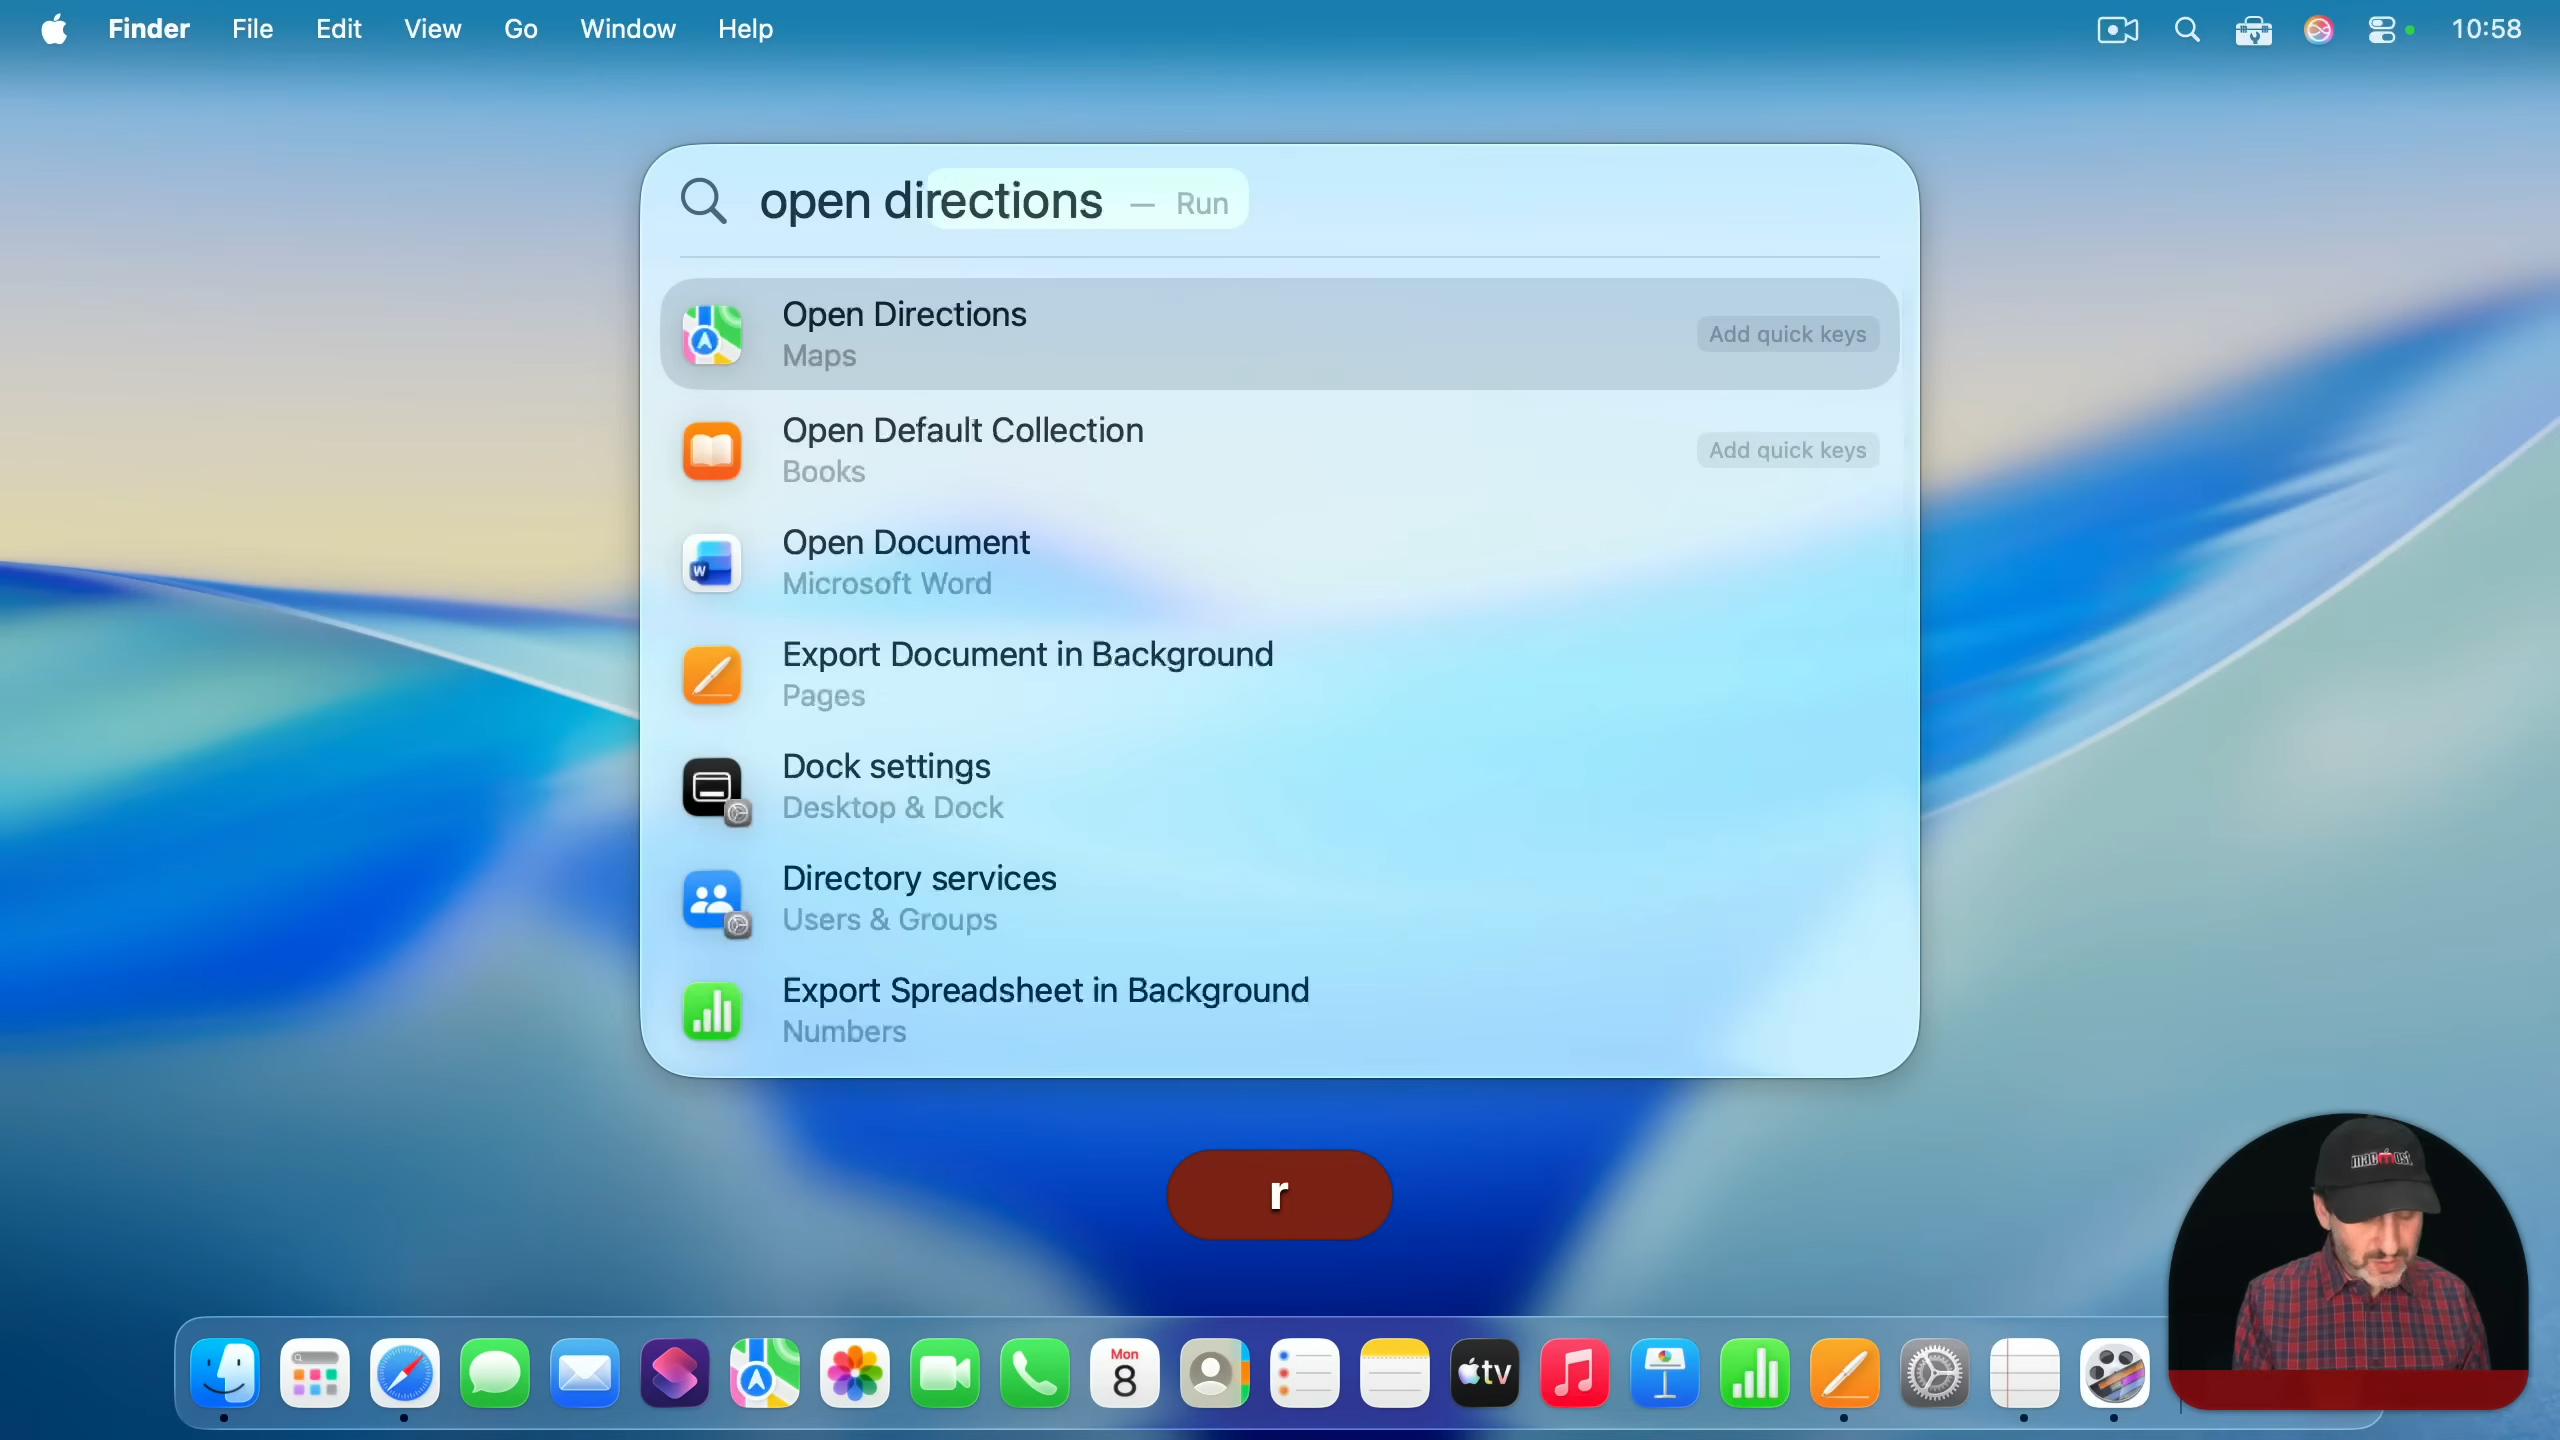 Finder File Edit View Go Window Help 10:58
open directions — Run
Open Directions
Maps
Add quick keys
Open Default Collection
Books
Add quick keys
Open Document
Microsoft Word
W
Export Document in Background
Pages
Dock settings
Desktop & Dock
Directory services
Users & Groups
Export Spreadsheet in Background
Numbers
r
macmost
Mon
8
tv